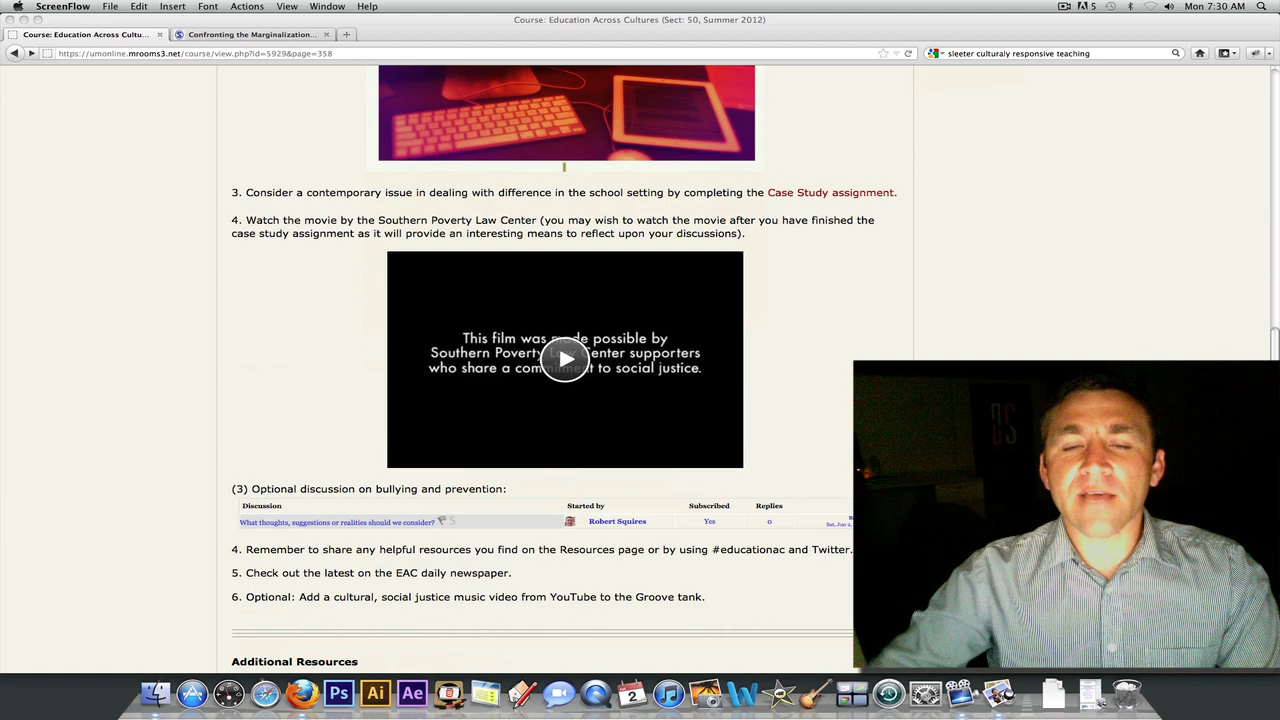 ScreenFlow File Edit Insert Font Actions View Window Help 5 Mon 7:30 AM
Course: Education Across Cultures (Sect: 50, Summer 2012)
Course: Education Across Cultu... Confronting the Marginalization...
https://umonline.mrooms3.net/course/view.php?id=5929&page=358 sleeter culturaly responsive teaching
3. Consider a contemporary issue in dealing with difference in the school setting by completing the Case Study assignment.
4. Watch the movie by the Southern Poverty Law Center (you may wish to watch the movie after you have finished the
case study assignment as it will provide an interesting means to reflect upon your discussions).
This film was made possible by
Southern Poverty Law Center supporters
who share a commitment to social justice.
(3) Optional discussion on bullying and prevention:
Discussion Started by Subscribed Replies
What thoughts, suggestions or realities should we consider? Robert Squires Yes 0
Sat, Jun 2,
4. Remember to share any helpful resources you find on the Resources page or by using #educationac and Twitter.
5. Check out the latest on the EAC daily newspaper.
6. Optional: Add a cultural, social justice music video from YouTube to the Groove tank.
Additional Resources
Ps Ai Ae 2